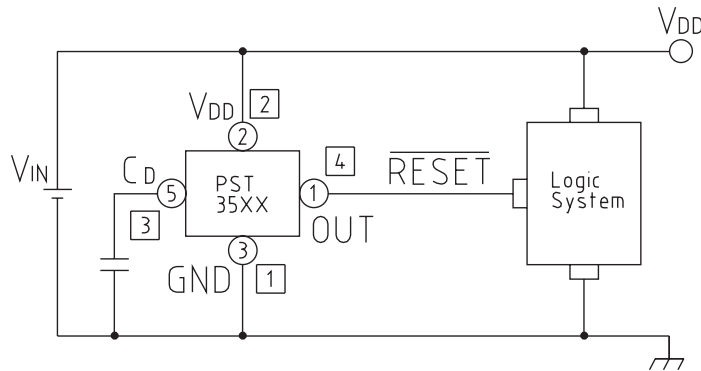 VDD
VDD 2
2
VIN
CD
5
3
PST
35XX
4
1
OUT
RESET
Logic
System
3
GND 1